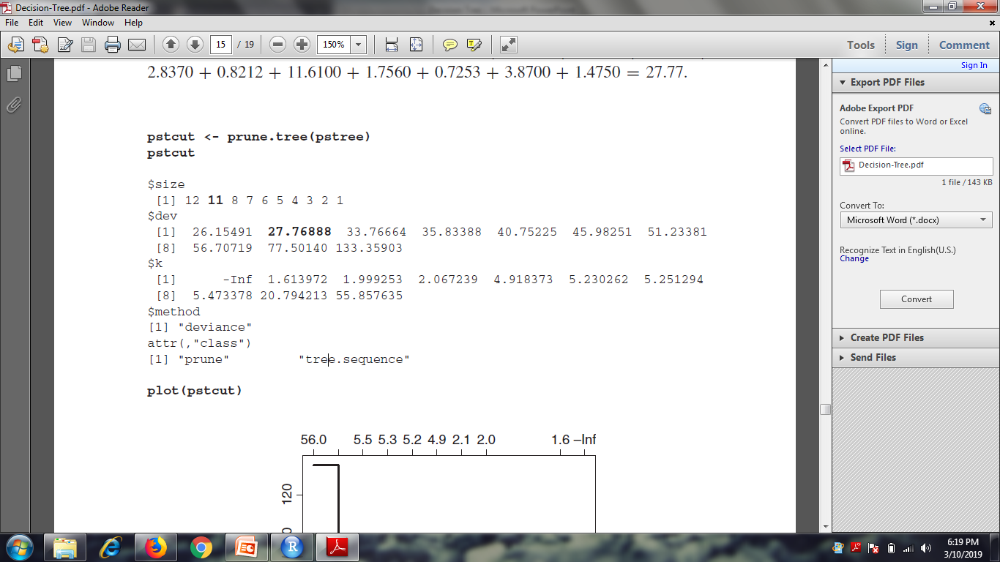 Decision-Tree.pdf - Adobe Reader
File Edit View Window Help
15 / 19 150% Tools Sign Comment
2.8370 + 0.8212 + 11.6100 + 1.7560 + 0.7253 + 3.8700 + 1.4750 = 27.77.
pstcut <- prune.tree(pstree)
pstcut
$size
[1] 12 11 8 7 6 5 4 3 2 1
$dev
[1] 26.15491 27.76888 33.76664 35.83388 40.75225 45.98251 51.23381
[8] 56.70719 77.50140 133.35903
$k
[1] -Inf 1.613972 1.999253 2.067239 4.918373 5.230262 5.251294
[8] 5.473378 20.794213 55.857635
$method
[1] "deviance"
attr(,"class")
[1] "prune" "tree.sequence"
plot(pstcut)
56.0 5.5 5.3 5.2 4.9 2.1 2.0 1.6 –Inf
120
Sign In
Export PDF Files
Adobe Export PDF
Convert PDF files to Word or Excel
online.
Select PDF File:
Decision-Tree.pdf
1 file / 143 KB
Convert To:
Microsoft Word (*.docx)
Recognize Text in English(U.S.)
Change
Convert
Create PDF Files
Send Files
6:19 PM
3/10/2019